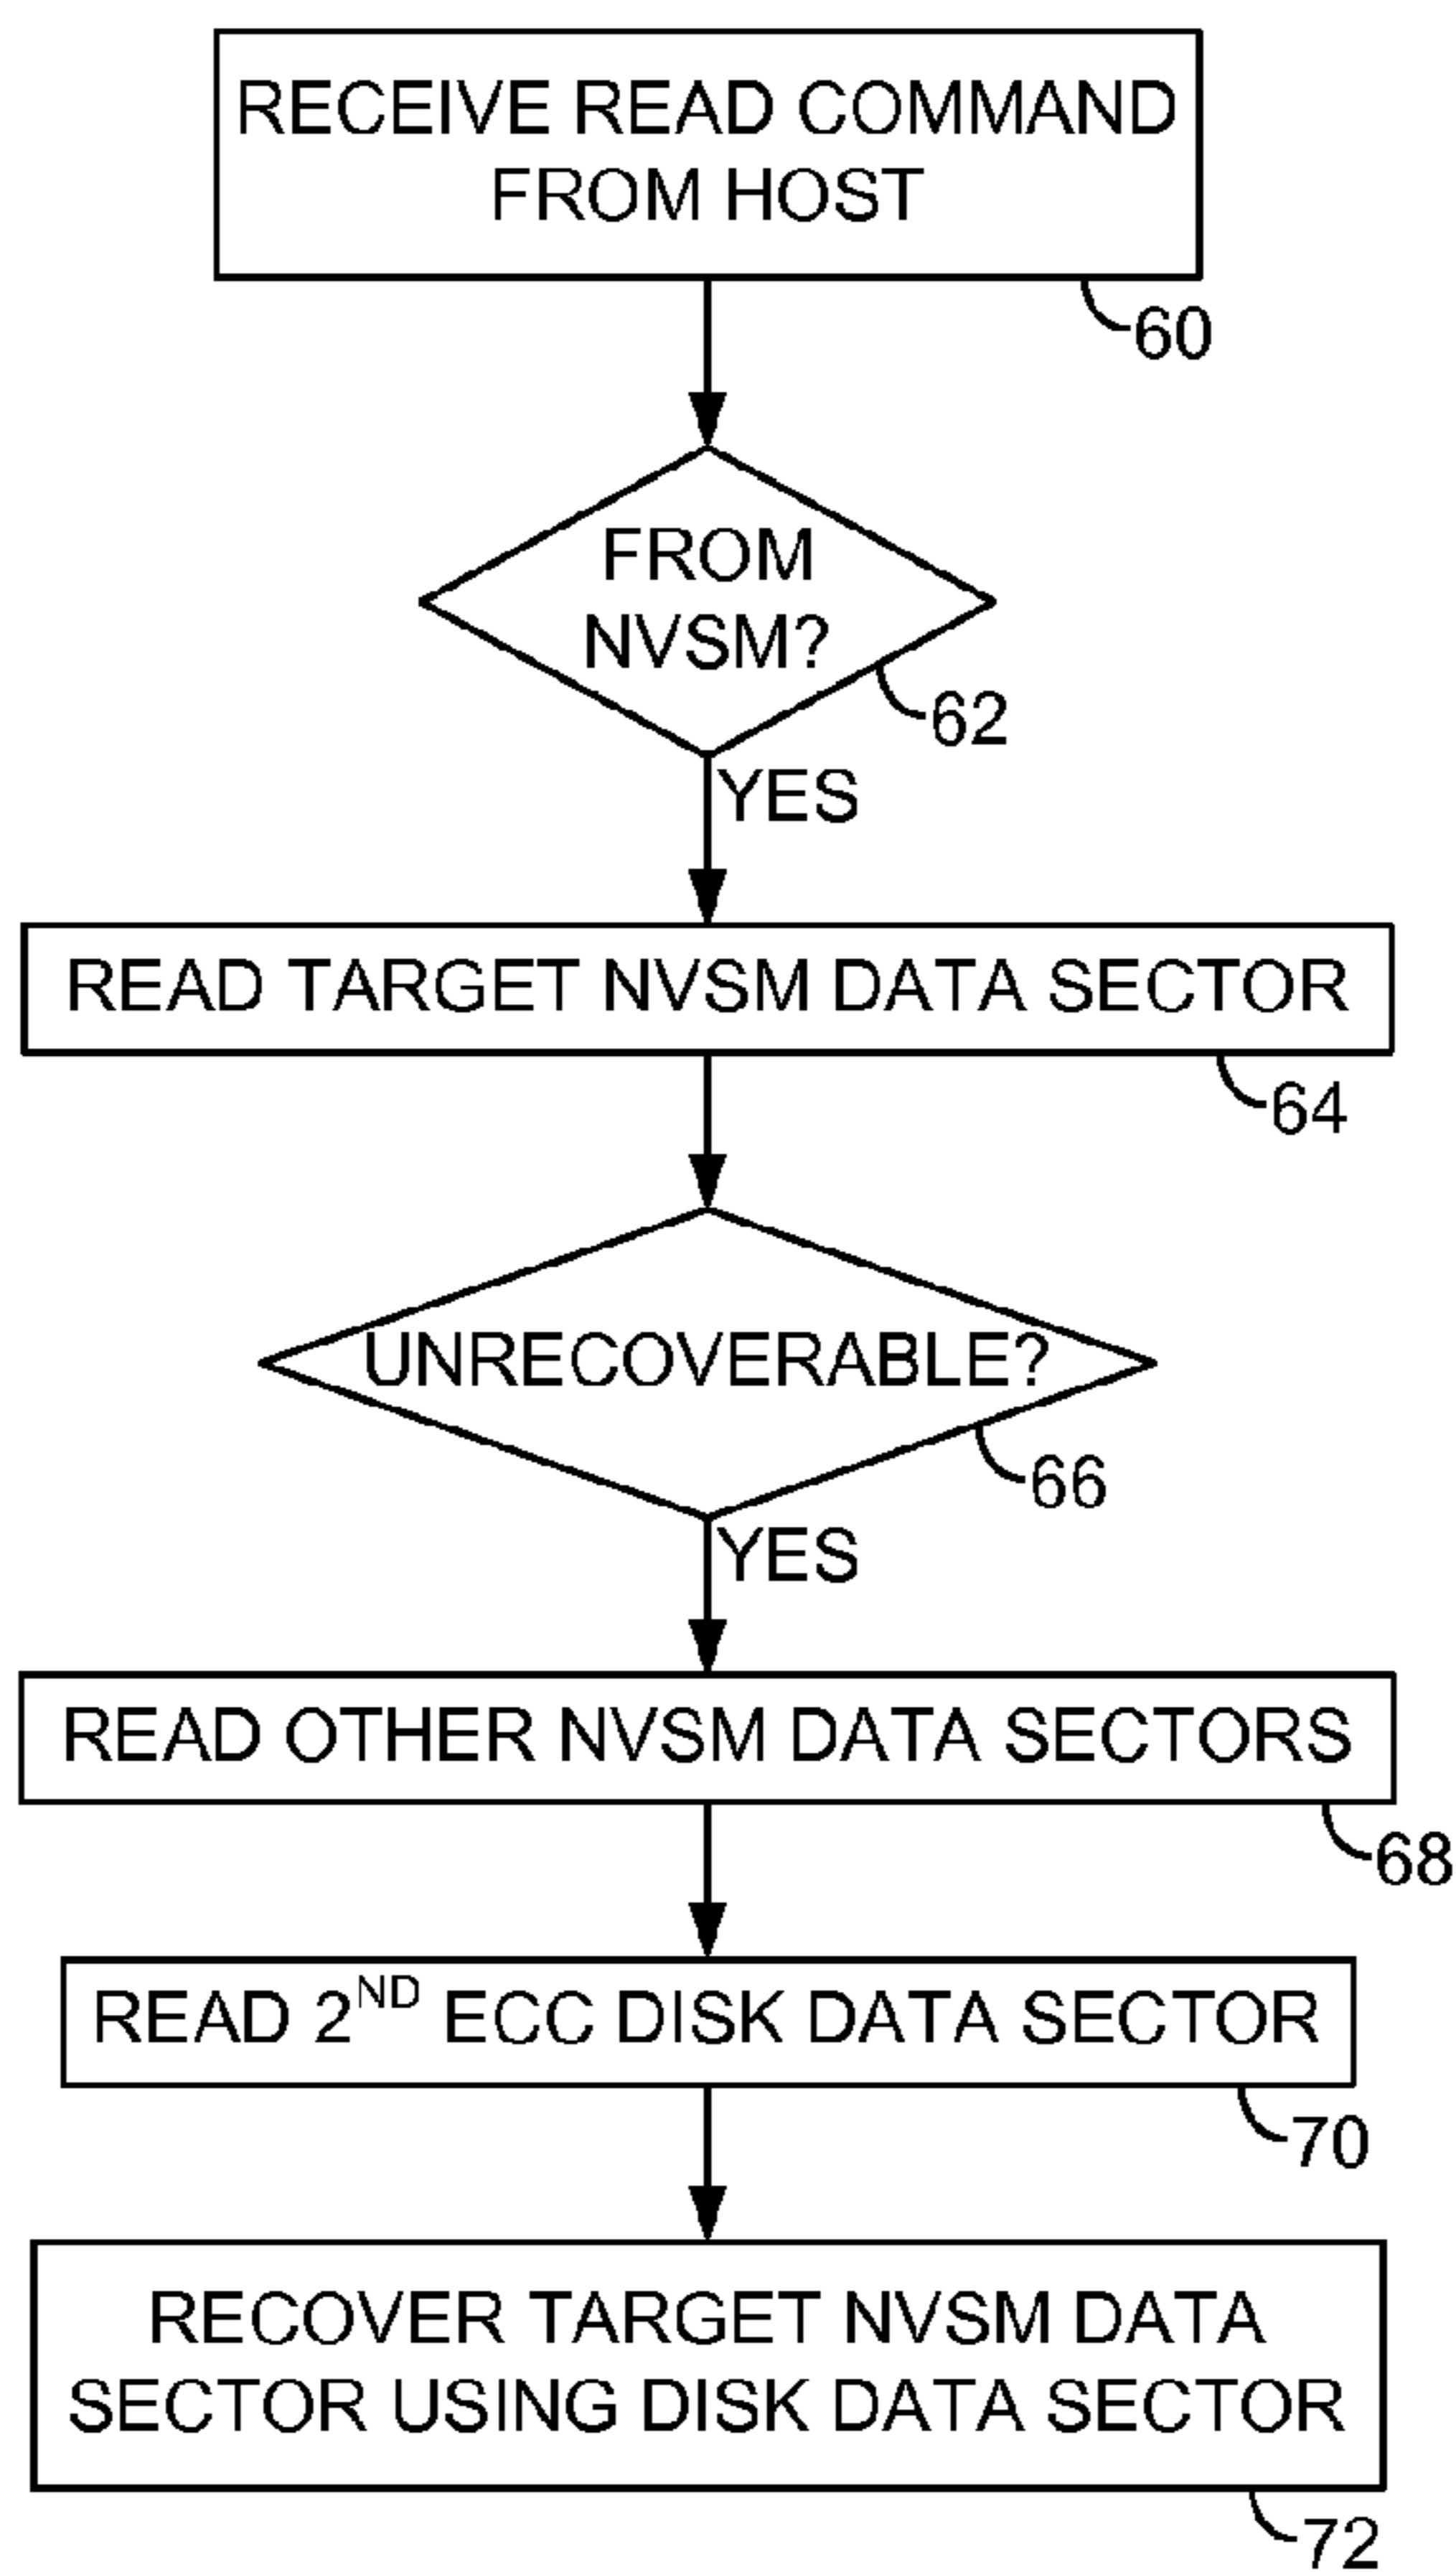 RECEIVE READ COMMAND
FROM HOST
60
FROM
NVSM?
62
YES
READ TARGET NVSM DATA SECTOR
64
UNRECOVERABLE?
66
YES
READ OTHER NVSM DATA SECTORS
68
READ 2ND ECC DISK DATA SECTOR
70
RECOVER TARGET NVSM DATA
SECTOR USING DISK DATA SECTOR
72